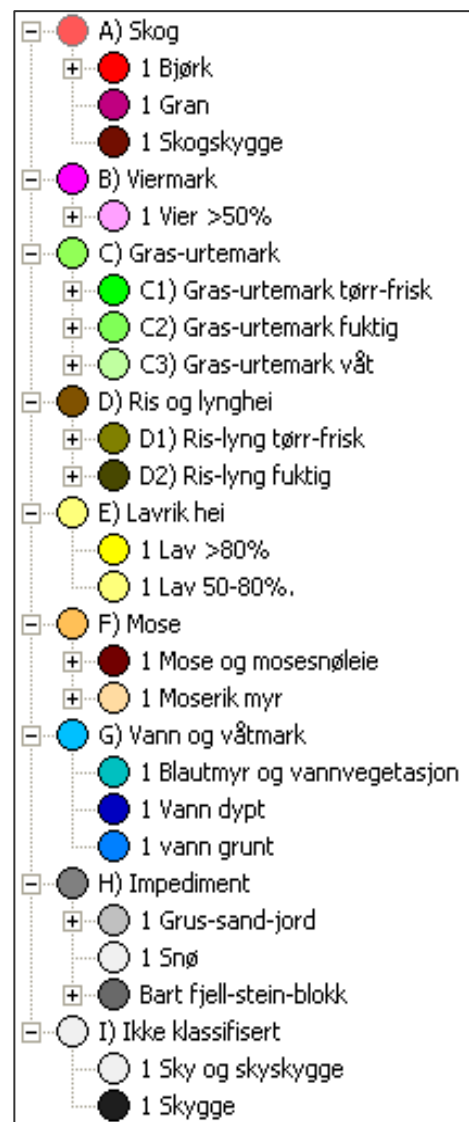 A) Skog
1 Bjørk
1 Gran
1 Skogskygge
B) Viermark
1 Vier >50%
C) Gras-urtemark
C1) Gras-urtemark tørr-frisk
C2) Gras-urtemark fuktig
C3) Gras-urtemark våt
D) Ris og lynghei
D1) Ris-lyng tørr-frisk
D2) Ris-lyng fuktig
E) Lavrik hei
1 Lav >80%
1 Lav 50-80%.
F) Mose
1 Mose og mosesnøleie
1 Moserik myr
G) Vann og våtmark
1 Blautmyr og vannvegetasjon
1 Vann dypt
1 vann grunt
H) Impediment
1 Grus-sand-jord
1 Snø
Bart fjell-stein-blokk
I) Ikke klassifisert
1 Sky og skyskygge
1 Skygge